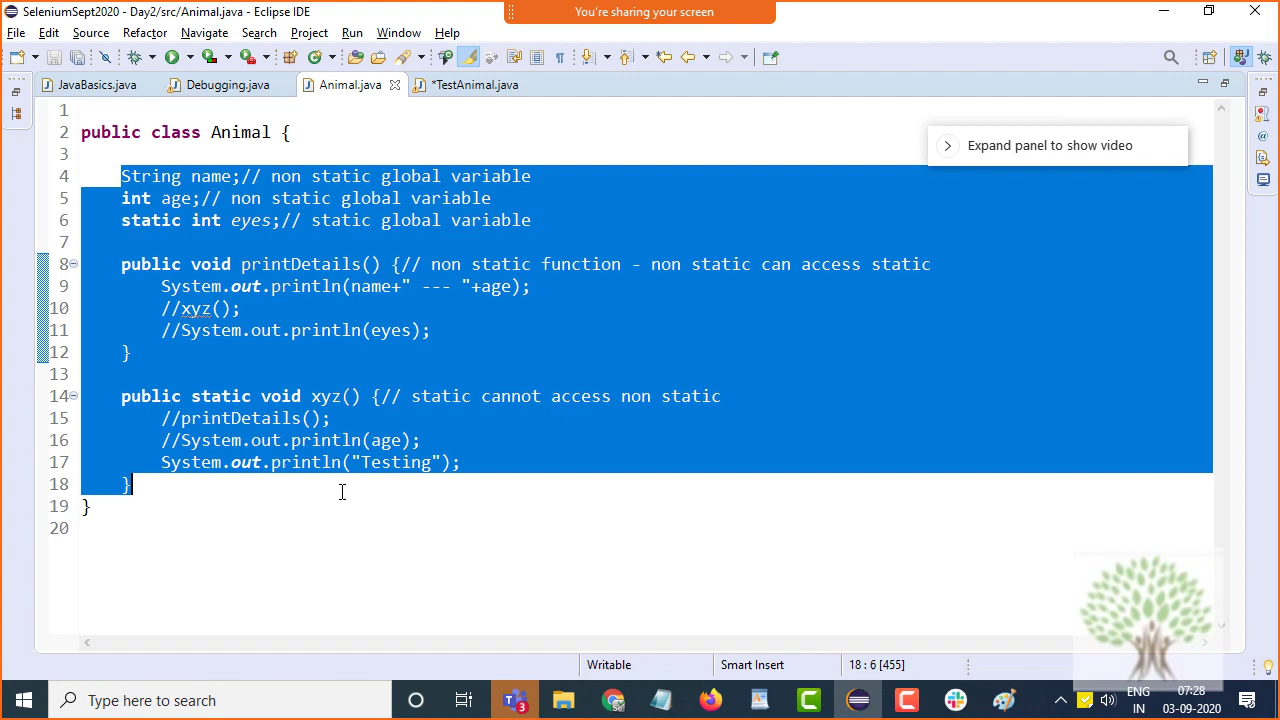 SeleniumSept2020 - Day2/src/Animal.java - Eclipse IDE
You're sharing your screen
File Edit Source Refactor Navigate Search Project Run Window Help
JavaBasics.java Debugging.java Animal.java *TestAnimal.java
Expand panel to show video
1
2 public class Animal {
3
4 String name;// non static global variable
5 int age;// non static global variable
6 static int eyes;// static global variable
7
8 public void printDetails() {// non static function - non static can access static
9 System.out.println(name+" --- "+age);
10 //xyz();
11 //System.out.println(eyes);
12 }
13
14 public static void xyz() {// static cannot access non static
15 //printDetails();
16 //System.out.println(age);
17 System.out.println("Testing");
18 }
19 }
20
Writable Smart Insert 18 : 6 [455]
Type here to search
3
ENG
IN
07:28
03-09-2020